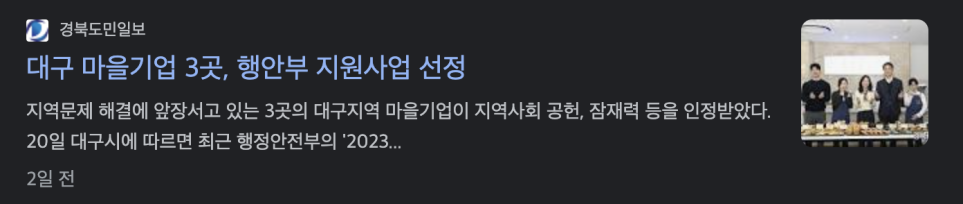 경북도민일보
대구 마을기업 3곳, 행안부 지원사업 선정
지역문제 해결에 앞장서고 있는 3곳의 대구지역 마을기업이 지역사회 공헌, 잠재력 등을 인정받았다.
20일 대구시에 따르면 최근 행정안전부의 '2023...
2일 전